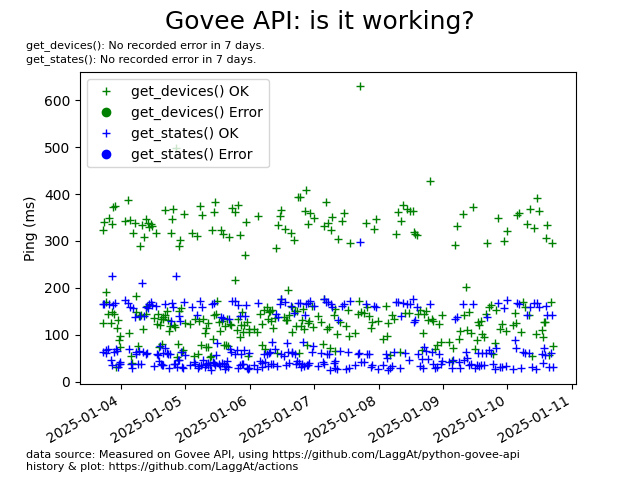 Govee API: is it working?
get_devices(): No recorded error in 7 days.
get_states(): No recorded error in 7 days.
get_devices() OK
get_devices() Error
get_states() OK
get_states() Error
Ping (ms)
600
500
400
300
200
100
0
2025-01-04
2025-01-05
2025-01-06
2025-01-07
2025-01-08
2025-01-09
2025-01-10
2025-01-11
data source: Measured on Govee API, using https://github.com/LaggAt/python-govee-api
history & plot: https://github.com/LaggAt/actions